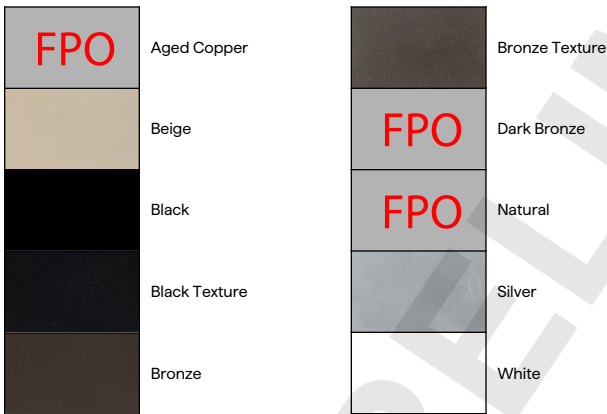 FPO Aged Copper
Beige
Black
Black Texture
Bronze
Bronze Texture
FPO Dark Bronze
FPO Natural
Silver
White